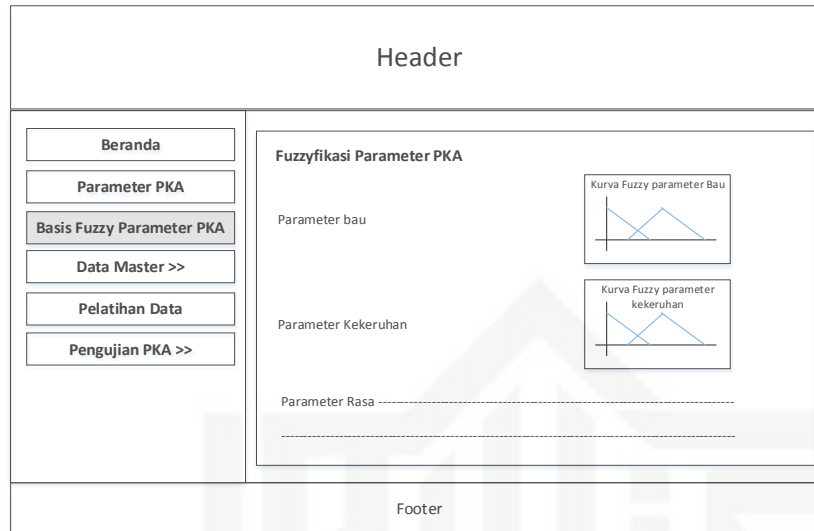 Header
Beranda
Parameter PKA
Basis Fuzzy Parameter PKA
Data Master >>
Pelatihan Data
Pengujian PKA >>
Fuzzyfikasi Parameter PKA
Kurva Fuzzy parameter Bau
Parameter bau
Kurva Fuzzy parameter
kekeruhan
Parameter Kekeruhan
Parameter Rasa
Footer